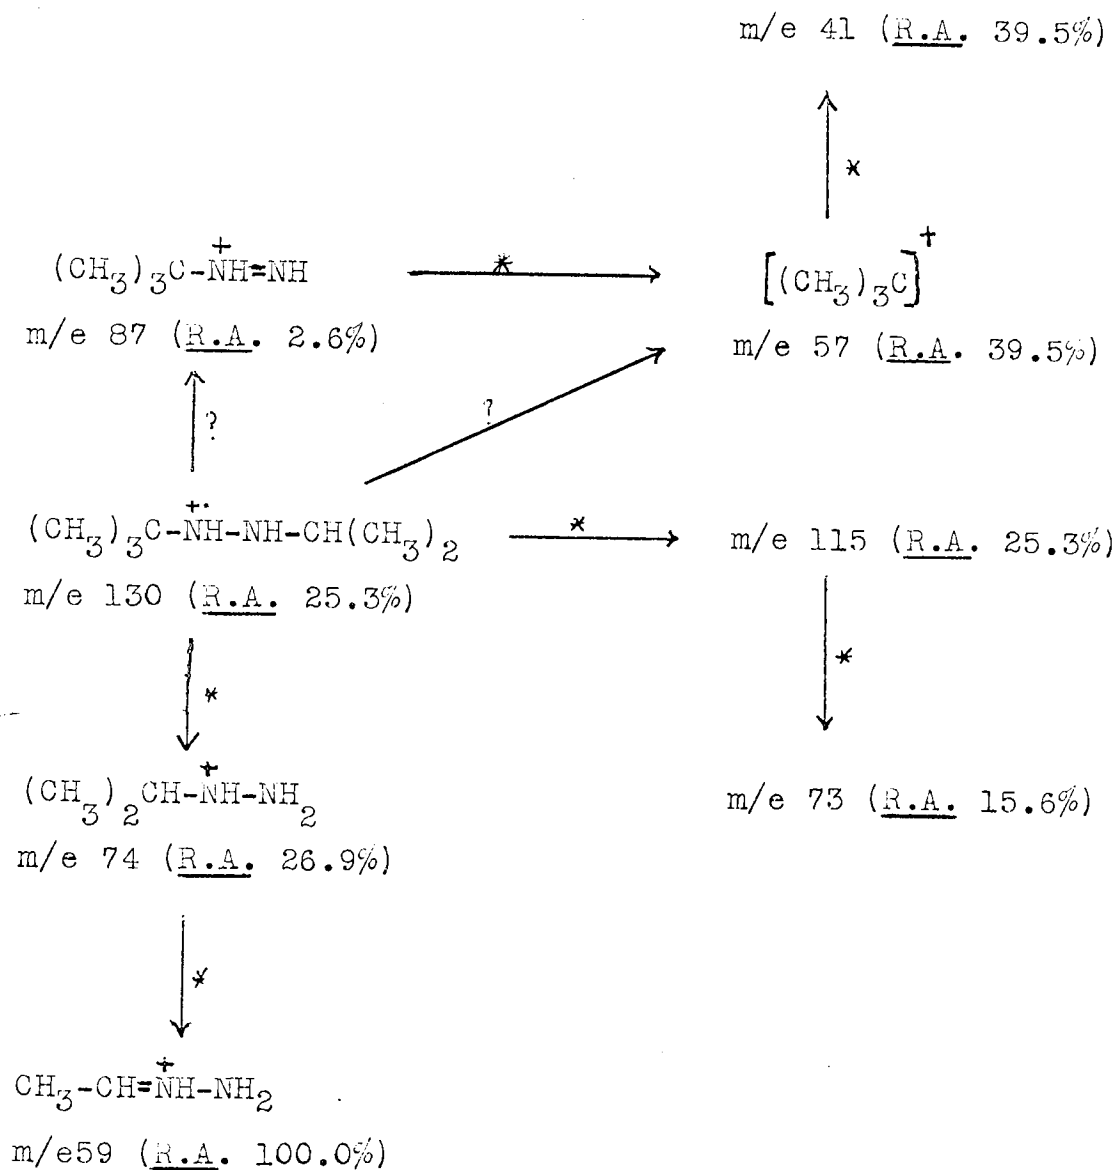 m/e 41 (R.A. 39.5%)
*
+
(CH3)3C-NH=NH
*
[(CH3)3C]+
m/e 87 (R.A. 2.6%)
m/e 57 (R.A. 39.5%)
?
?
+.
(CH3)3C-NH-NH-CH(CH3)2
*
m/e 115 (R.A. 25.3%)
m/e 130 (R.A. 25.3%)
*
*
+
(CH3)2CH-NH-NH2
m/e 73 (R.A. 15.6%)
m/e 74 (R.A. 26.9%)
*
+
CH3-CH=NH-NH2
m/e59 (R.A. 100.0%)